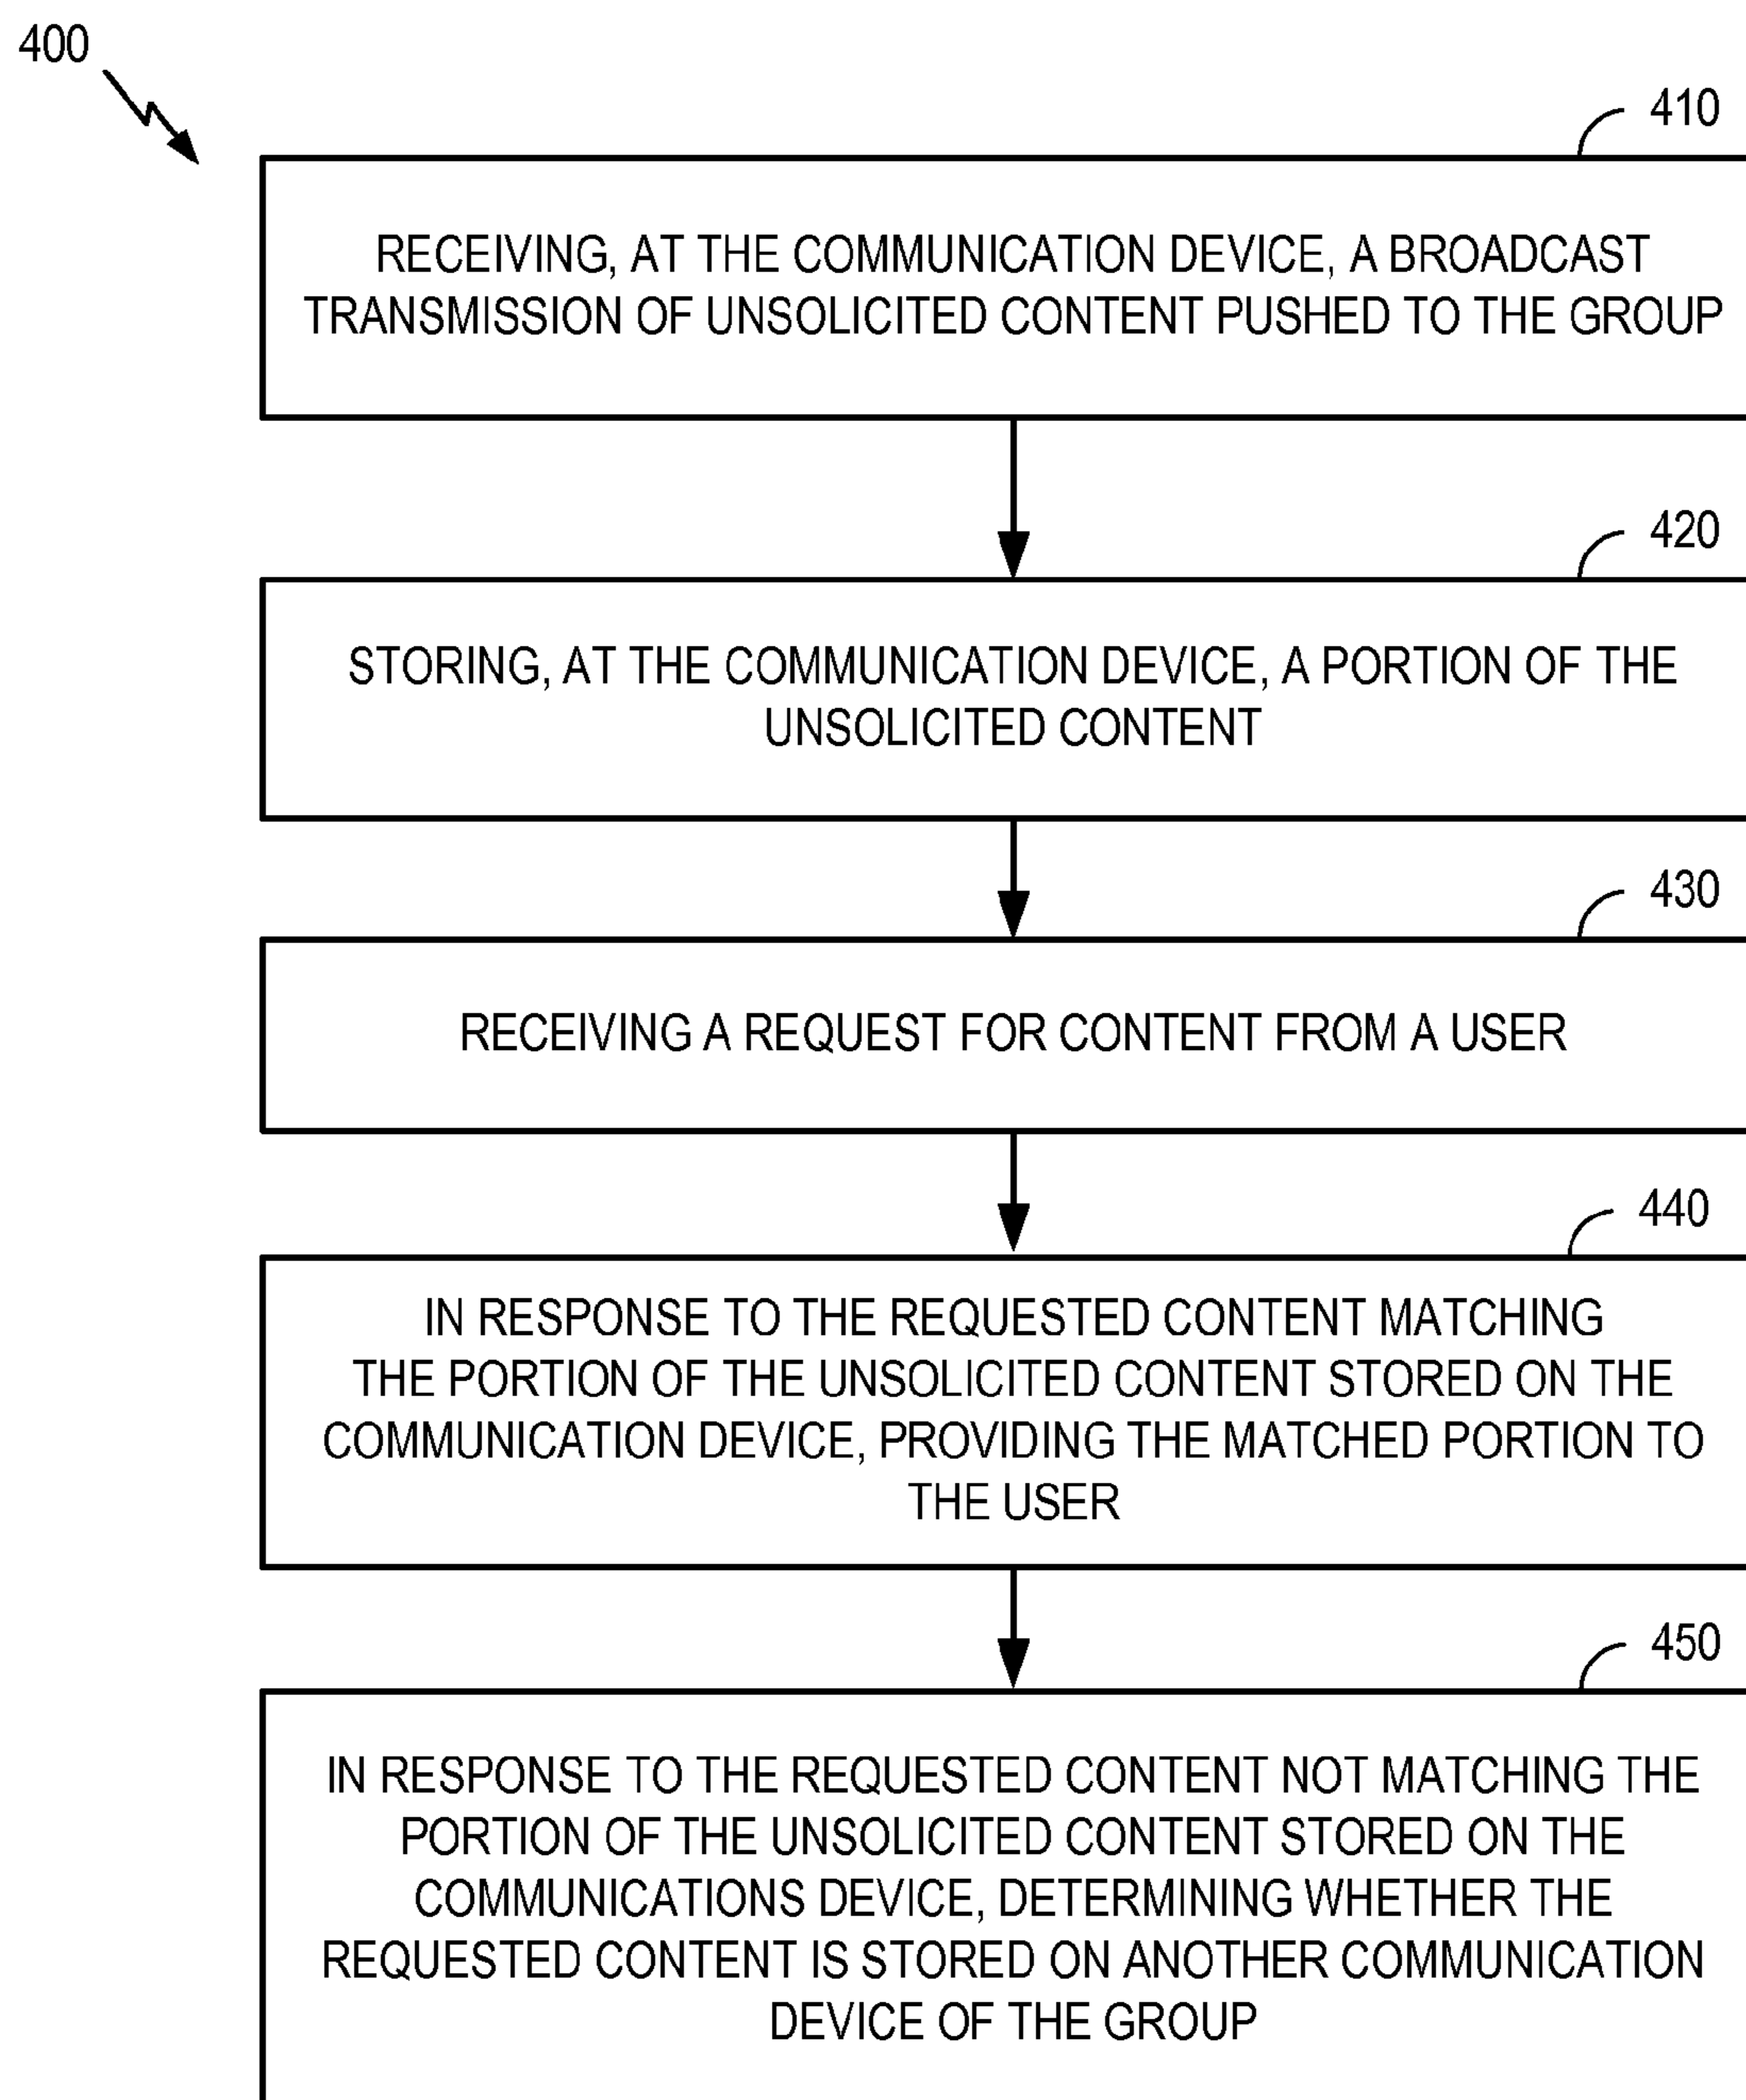 400
410
RECEIVING, AT THE COMMUNICATION DEVICE, A BROADCAST
TRANSMISSION OF UNSOLICITED CONTENT PUSHED TO THE GROUP
420
STORING, AT THE COMMUNICATION DEVICE, A PORTION OF THE
UNSOLICITED CONTENT
430
RECEIVING A REQUEST FOR CONTENT FROM A USER
440
IN RESPONSE TO THE REQUESTED CONTENT MATCHING
THE PORTION OF THE UNSOLICITED CONTENT STORED ON THE
COMMUNICATION DEVICE, PROVIDING THE MATCHED PORTION TO
THE USER
450
IN RESPONSE TO THE REQUESTED CONTENT NOT MATCHING THE
PORTION OF THE UNSOLICITED CONTENT STORED ON THE
COMMUNICATIONS DEVICE, DETERMINING WHETHER THE
REQUESTED CONTENT IS STORED ON ANOTHER COMMUNICATION
DEVICE OF THE GROUP